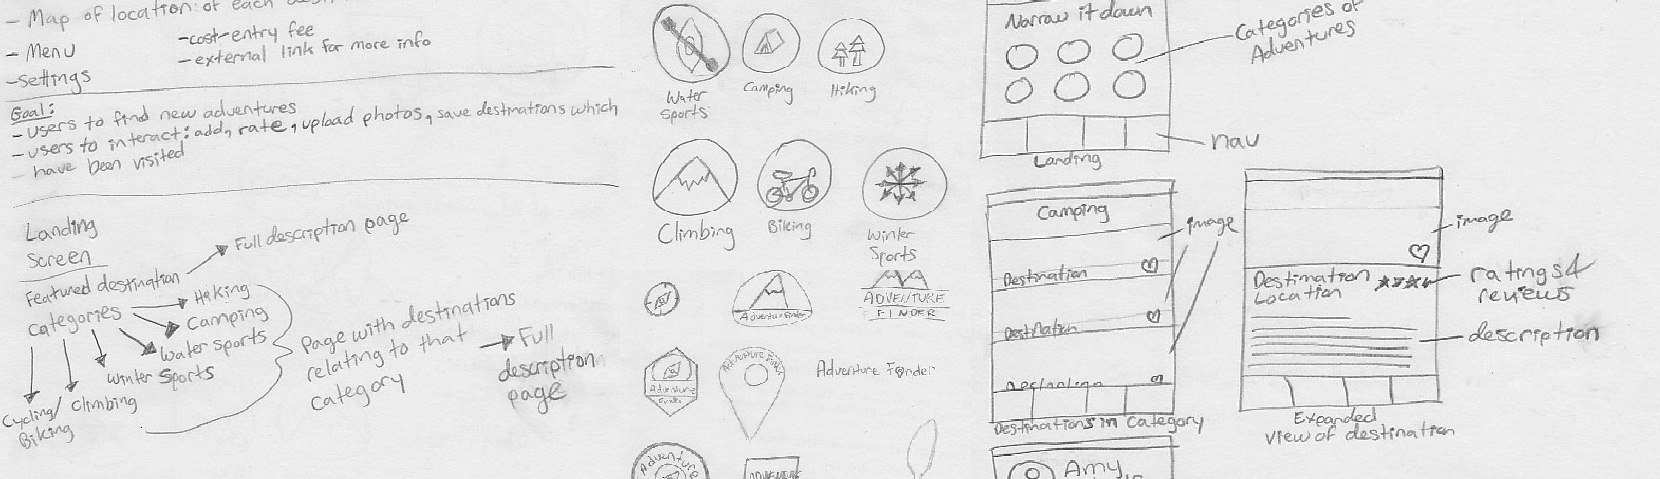 - Map of location of each
- Menu
- cost-entry fee
- external link for more info
- settings
Goal:
- users to find new adventures
- users to interact: add, rate, upload photos, save destinations which
have been visited
Landing
Screen
Full description page
Featured destination
categories
Hiking
Camping
Water sports
Winter Sports
Climbing
Cycling/
Biking
Page with destinations
relating to that
category
Full
description
page
Water
Sports
Camping
Hiking
Climbing
Biking
Winter
Sports
Adventure Finder
ADVENTURE
FINDER
Adventure
Finder
Adventure Finder
Adventure Finder
Adventure
ADVENTURE
Narrow it down
Categories of
Adventures
nav
Landing
Camping
image
Destination
Destination
Destination
Destinations in Category
image
Destination
Location
ratings &
reviews
description
Expanded
view of destination
Amy